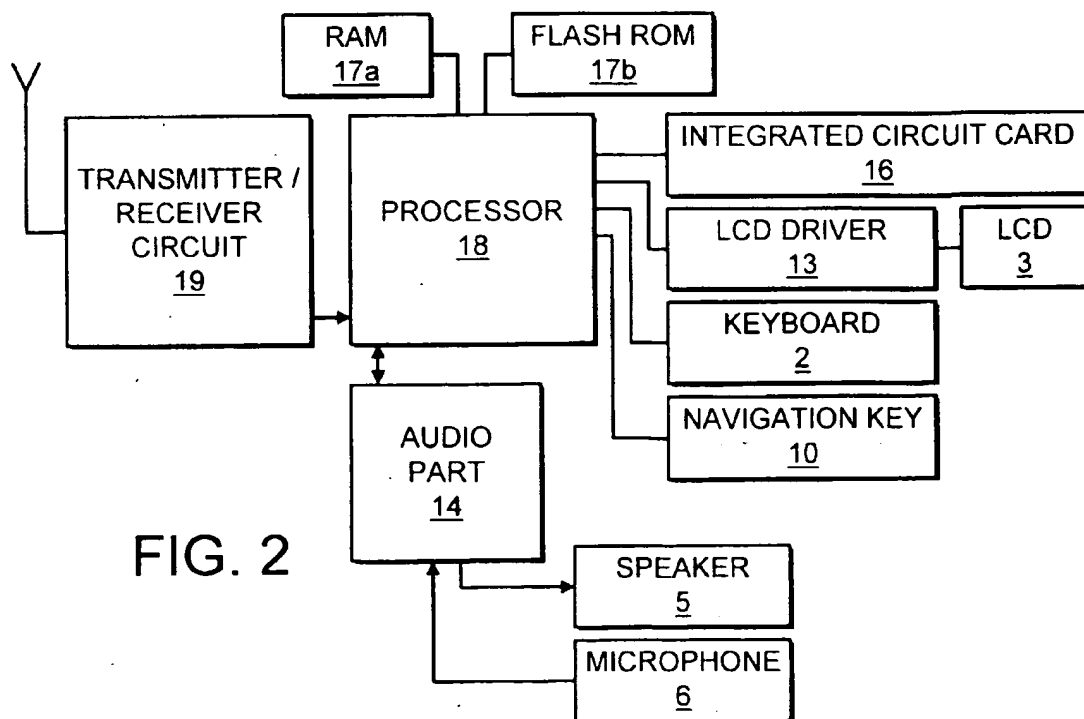 RAM
17a
FLASH ROM
17b
TRANSMITTER /
RECEIVER
CIRCUIT
19
PROCESSOR
18
INTEGRATED CIRCUIT CARD
16
LCD DRIVER
13
LCD
3
KEYBOARD
2
NAVIGATION KEY
10
AUDIO
PART
14
SPEAKER
5
MICROPHONE
6
FIG. 2